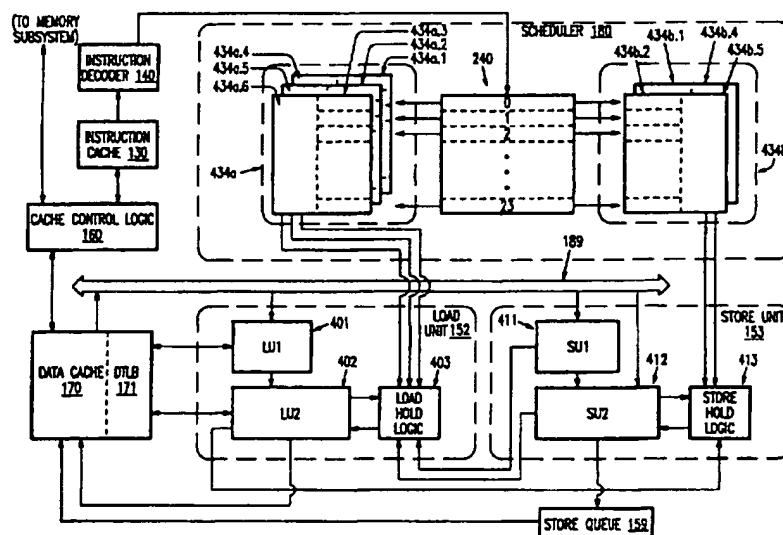 (TO MEMORY
SUBSYSTEM)
INSTRUCTION
DECODER 140
INSTRUCTION
CACHE 130
CACHE CONTROL LOGIC
160
434a.4
434a.5
434a.6
434a.3
434a.2
434a.1
434a
SCHEDULER 180
240
0
1
2
23
434b.2
434b.1
434b.4
434b.5
189
LOAD
UNIT 152
401
LU1
402
LU2
403
LOAD
HOLD
LOGIC
DATA CACHE
170
DTLB
171
STORE UNIT
153
411
SU1
412
SU2
413
STORE
HOLD
LOGIC
STORE QUEUE 159